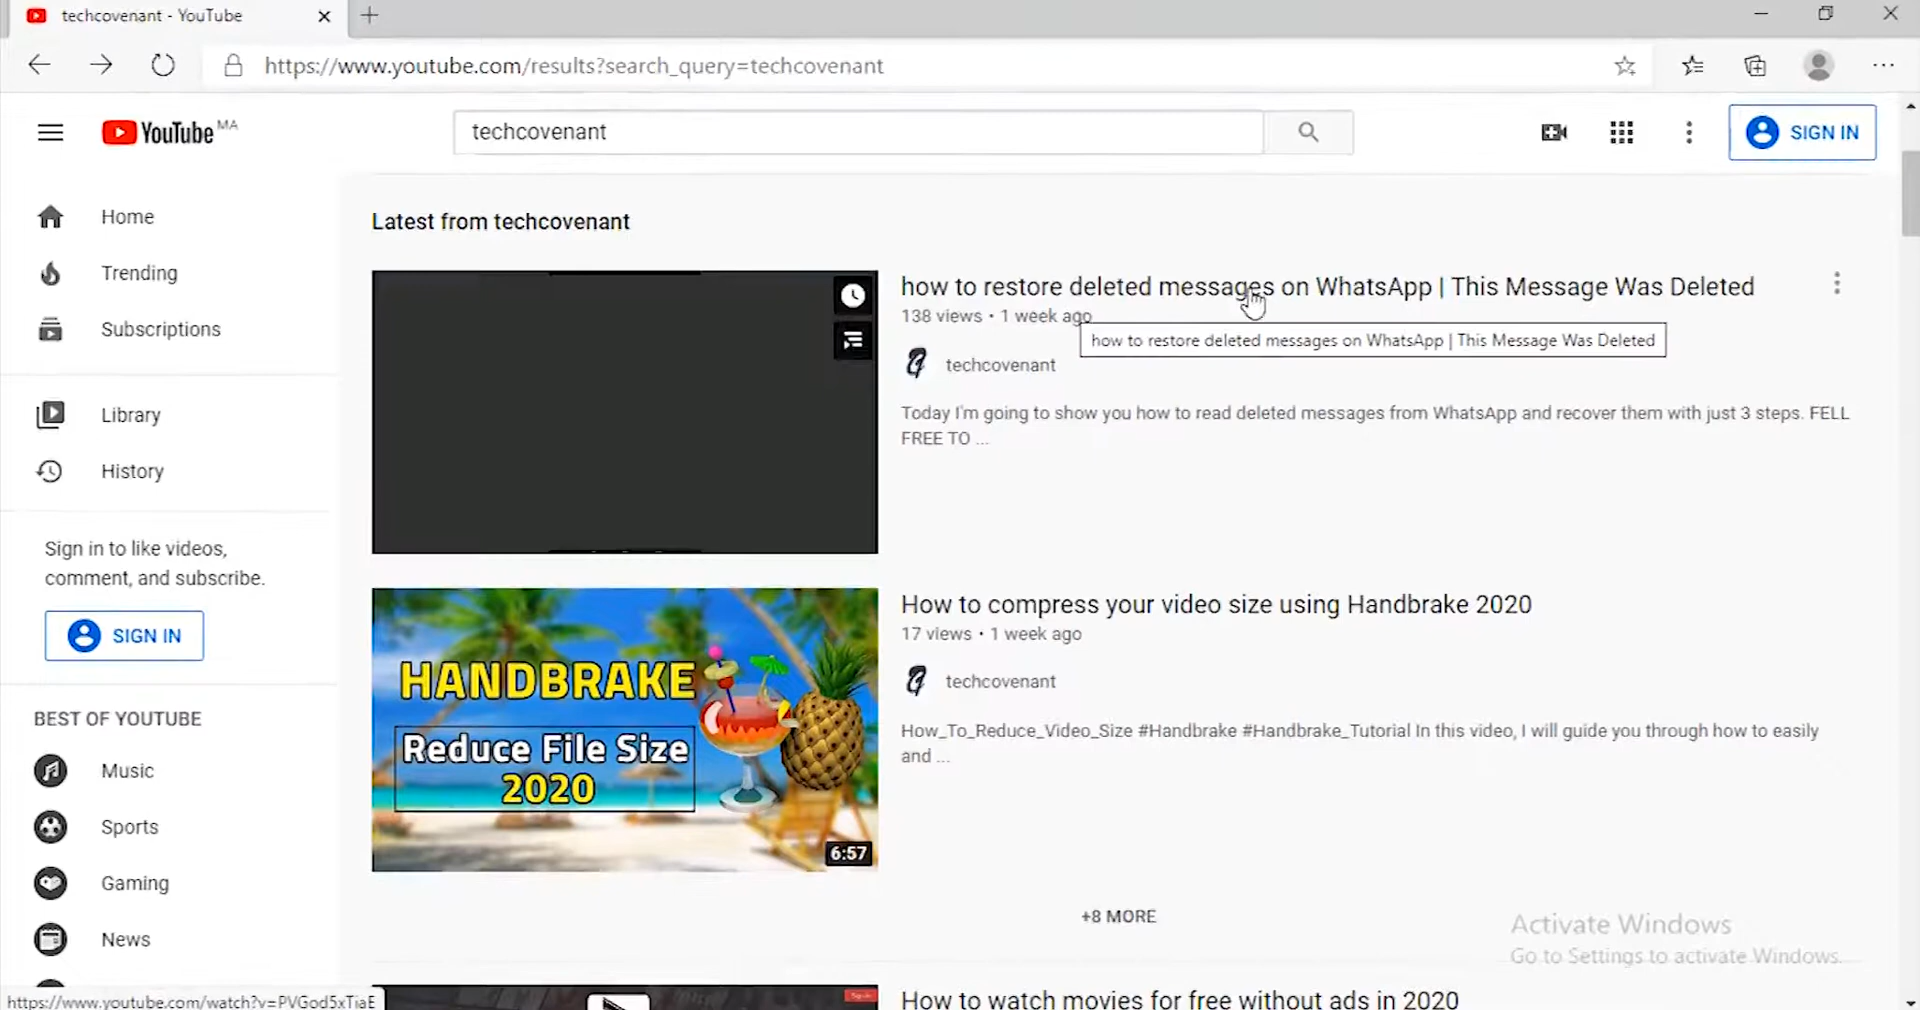 techcovenant - YouTube
https://www.youtube.com/results?search_query=techcovenant
YouTube MA
techcovenant
SIGN IN
Home
Trending
Subscriptions
Library
History
Sign in to like videos,
comment, and subscribe.
SIGN IN
BEST OF YOUTUBE
Music
Sports
Gaming
News
Latest from techcovenant
how to restore deleted messages on WhatsApp | This Message Was Deleted
138 views • 1 week ago
how to restore deleted messages on WhatsApp | This Message Was Deleted
techcovenant
Today I'm going to show you how to read deleted messages from WhatsApp and recover them with just 3 steps. FELL
FREE TO ...
HANDBRAKE
Reduce File Size
2020
6:57
How to compress your video size using Handbrake 2020
17 views • 1 week ago
techcovenant
How_To_Reduce_Video_Size #Handbrake #Handbrake_Tutorial In this video, I will guide you through how to easily
and ...
+8 MORE
Activate Windows
Go to Settings to activate Windows.
How to watch movies for free without ads in 2020
https://www.youtube.com/watch?v=PVGod5xTiaE